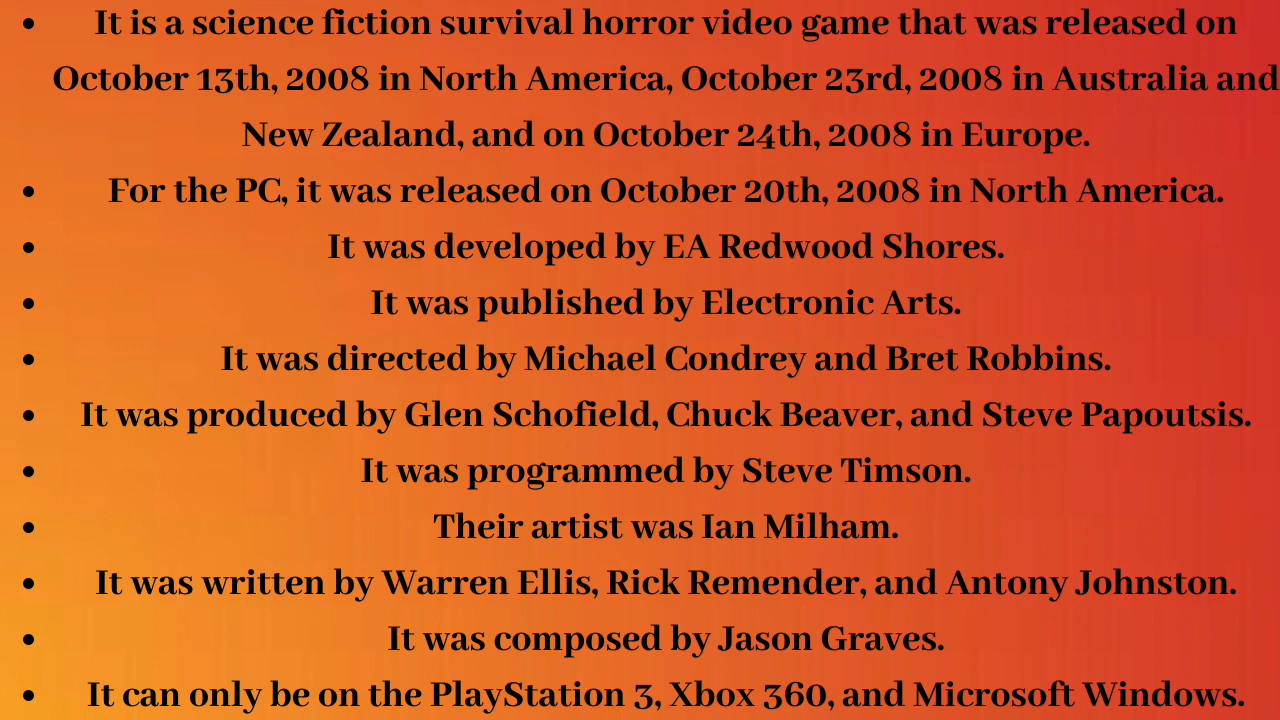 • It is a science fiction survival horror video game that was released on
October 13th, 2008 in North America, October 23rd, 2008 in Australia and
New Zealand, and on October 24th, 2008 in Europe.
• For the PC, it was released on October 20th, 2008 in North America.
• It was developed by EA Redwood Shores.
• It was published by Electronic Arts.
• It was directed by Michael Condrey and Bret Robbins.
• It was produced by Glen Schofield, Chuck Beaver, and Steve Papoutsis.
• It was programmed by Steve Timson.
• Their artist was Ian Milham.
• It was written by Warren Ellis, Rick Remender, and Antony Johnston.
• It was composed by Jason Graves.
• It can only be on the PlayStation 3, Xbox 360, and Microsoft Windows.